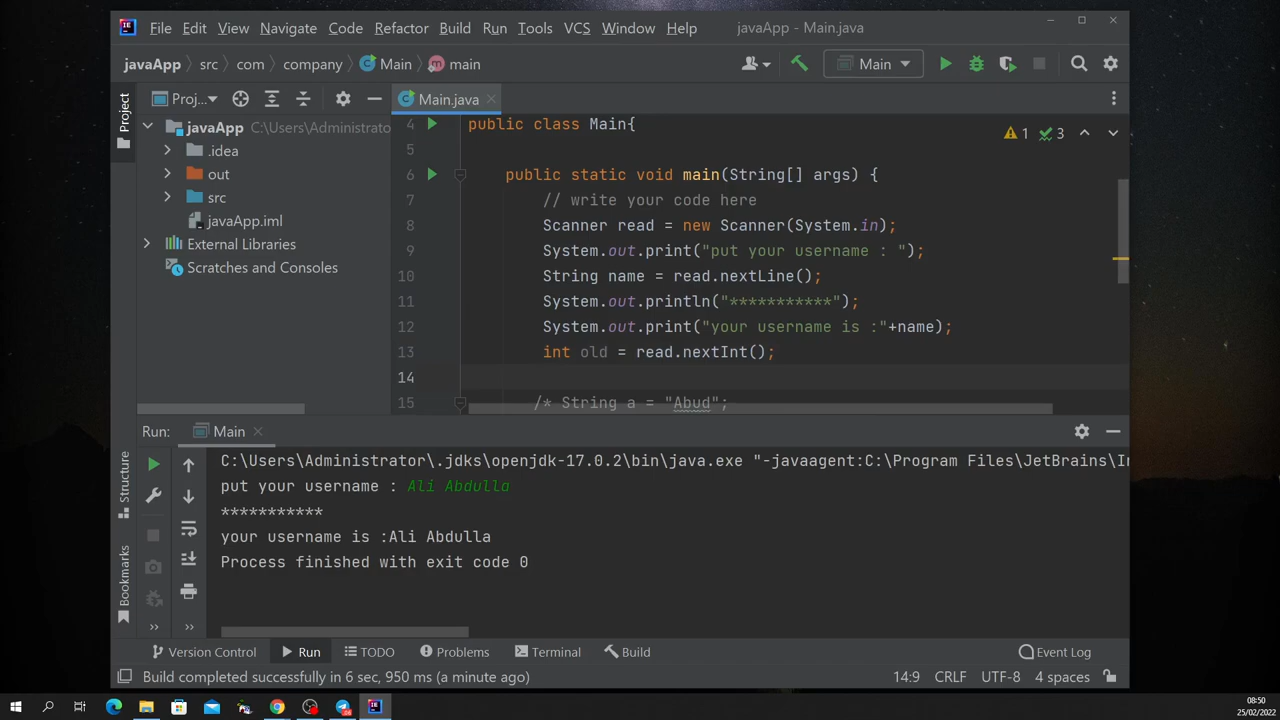 File Edit View Navigate Code Refactor Build Run Tools VCS Window Help javaApp - Main.java
javaApp src com company Main main Main
Project
Proj... Main.java
javaApp C:\Users\Administrato
.idea
out
src
javaApp.iml
External Libraries
Scratches and Consoles
1 3
4 public class Main{
5
6 public static void main(String[] args) {
7 // write your code here
8 Scanner read = new Scanner(System.in);
9 System.out.print("put your username : ");
10 String name = read.nextLine();
11 System.out.println("***********");
12 System.out.print("your username is :"+name);
13 int old = read.nextInt();
14
15 /* String a = "Abud";
Run: Main
Structure
Bookmarks
C:\Users\Administrator\.jdks\openjdk-17.0.2\bin\java.exe "-javaagent:C:\Program Files\JetBrains\In
put your username : Ali Abdulla
***********
your username is :Ali Abdulla
Process finished with exit code 0
Version Control Run TODO Problems Terminal Build Event Log
Build completed successfully in 6 sec, 950 ms (a minute ago) 14:9 CRLF UTF-8 4 spaces
08:50
25/02/2022